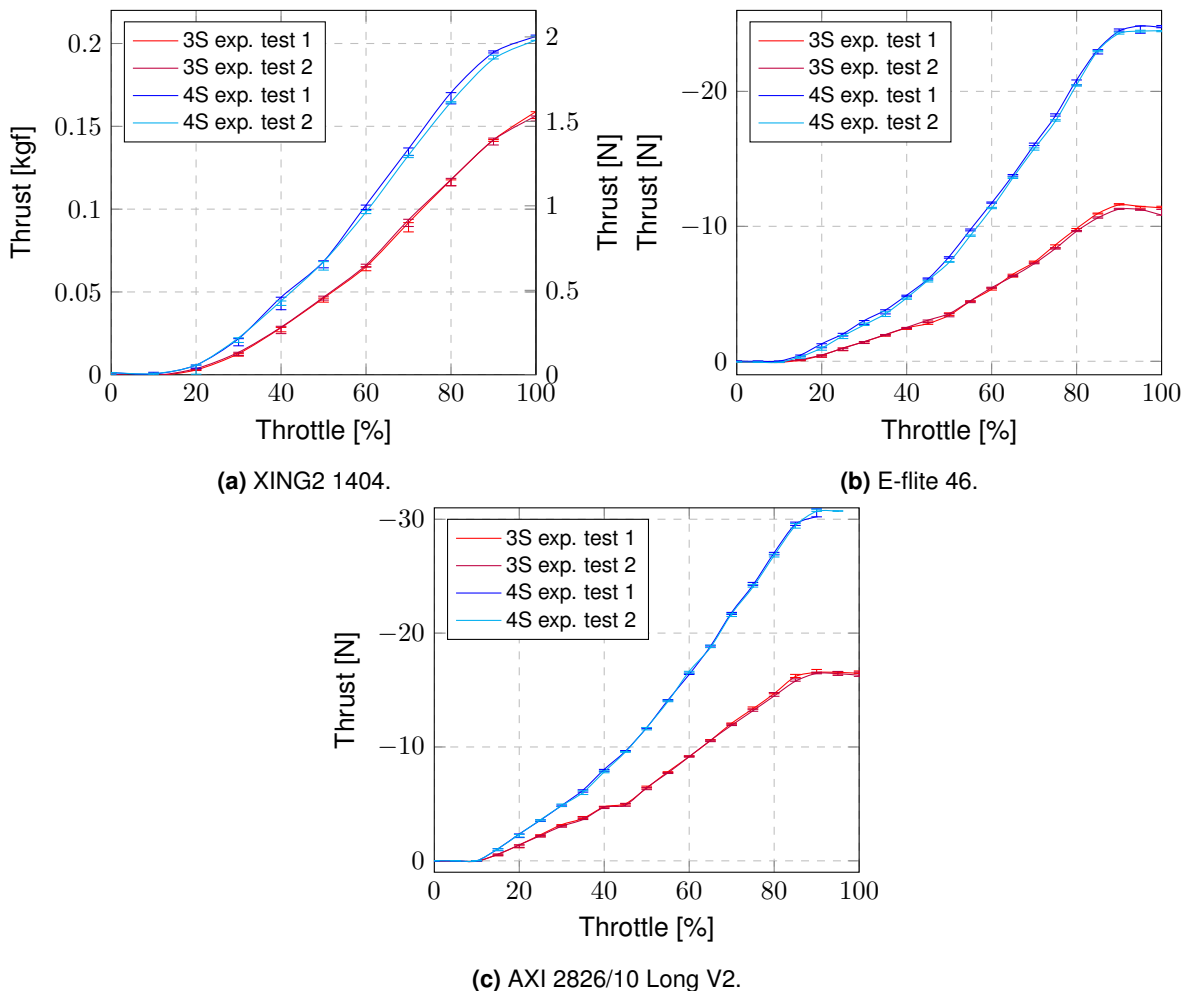 3S exp. test 1
3S exp. test 2
4S exp. test 1
4S exp. test 2
0.2
0.15
0.1
0.05
0
2
1.5
1
0.5
0
0 20 40 60 80 100
Thrust [kgf]
Thrust [N]
Throttle [%]
(a) XING2 1404.
3S exp. test 1
3S exp. test 2
4S exp. test 1
4S exp. test 2
−20
−10
0
0 20 40 60 80 100
Thrust [N]
Throttle [%]
(b) E-flite 46.
3S exp. test 1
3S exp. test 2
4S exp. test 1
4S exp. test 2
−30
−20
−10
0
0 20 40 60 80 100
Thrust [N]
Throttle [%]
(c) AXI 2826/10 Long V2.